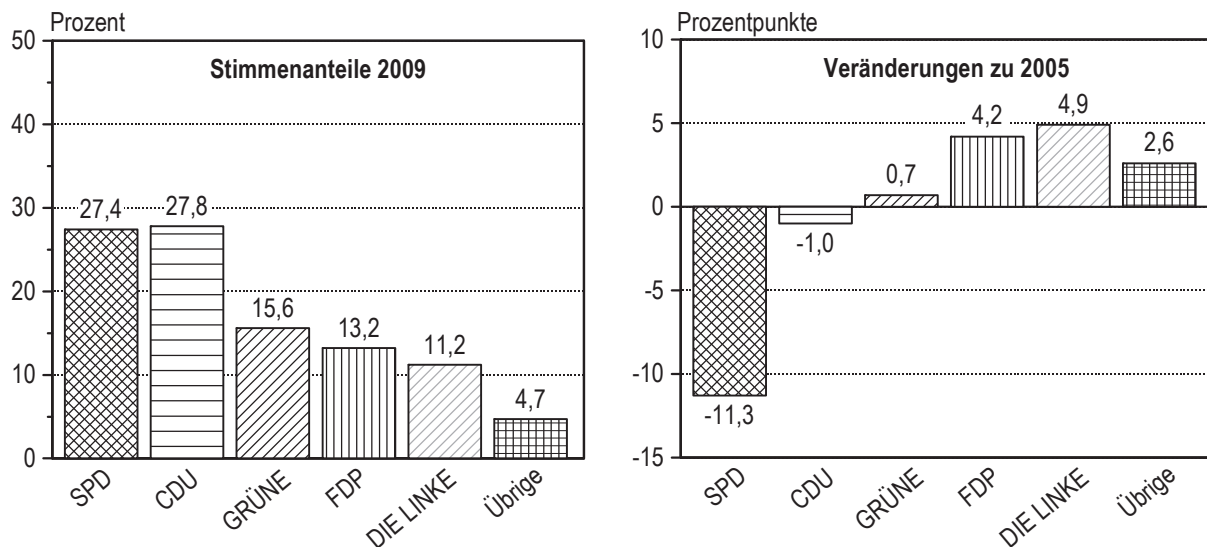 Prozent
Stimmenanteile 2009
50
40
30
20
10
0
27,4
27,8
15,6
13,2
11,2
4,7
SPD
CDU
GRÜNE
FDP
DIE LINKE
Übrige
Prozentpunkte
Veränderungen zu 2005
10
5
0
-5
-10
-15
-11,3
-1,0
0,7
4,2
4,9
2,6
SPD
CDU
GRÜNE
FDP
DIE LINKE
Übrige